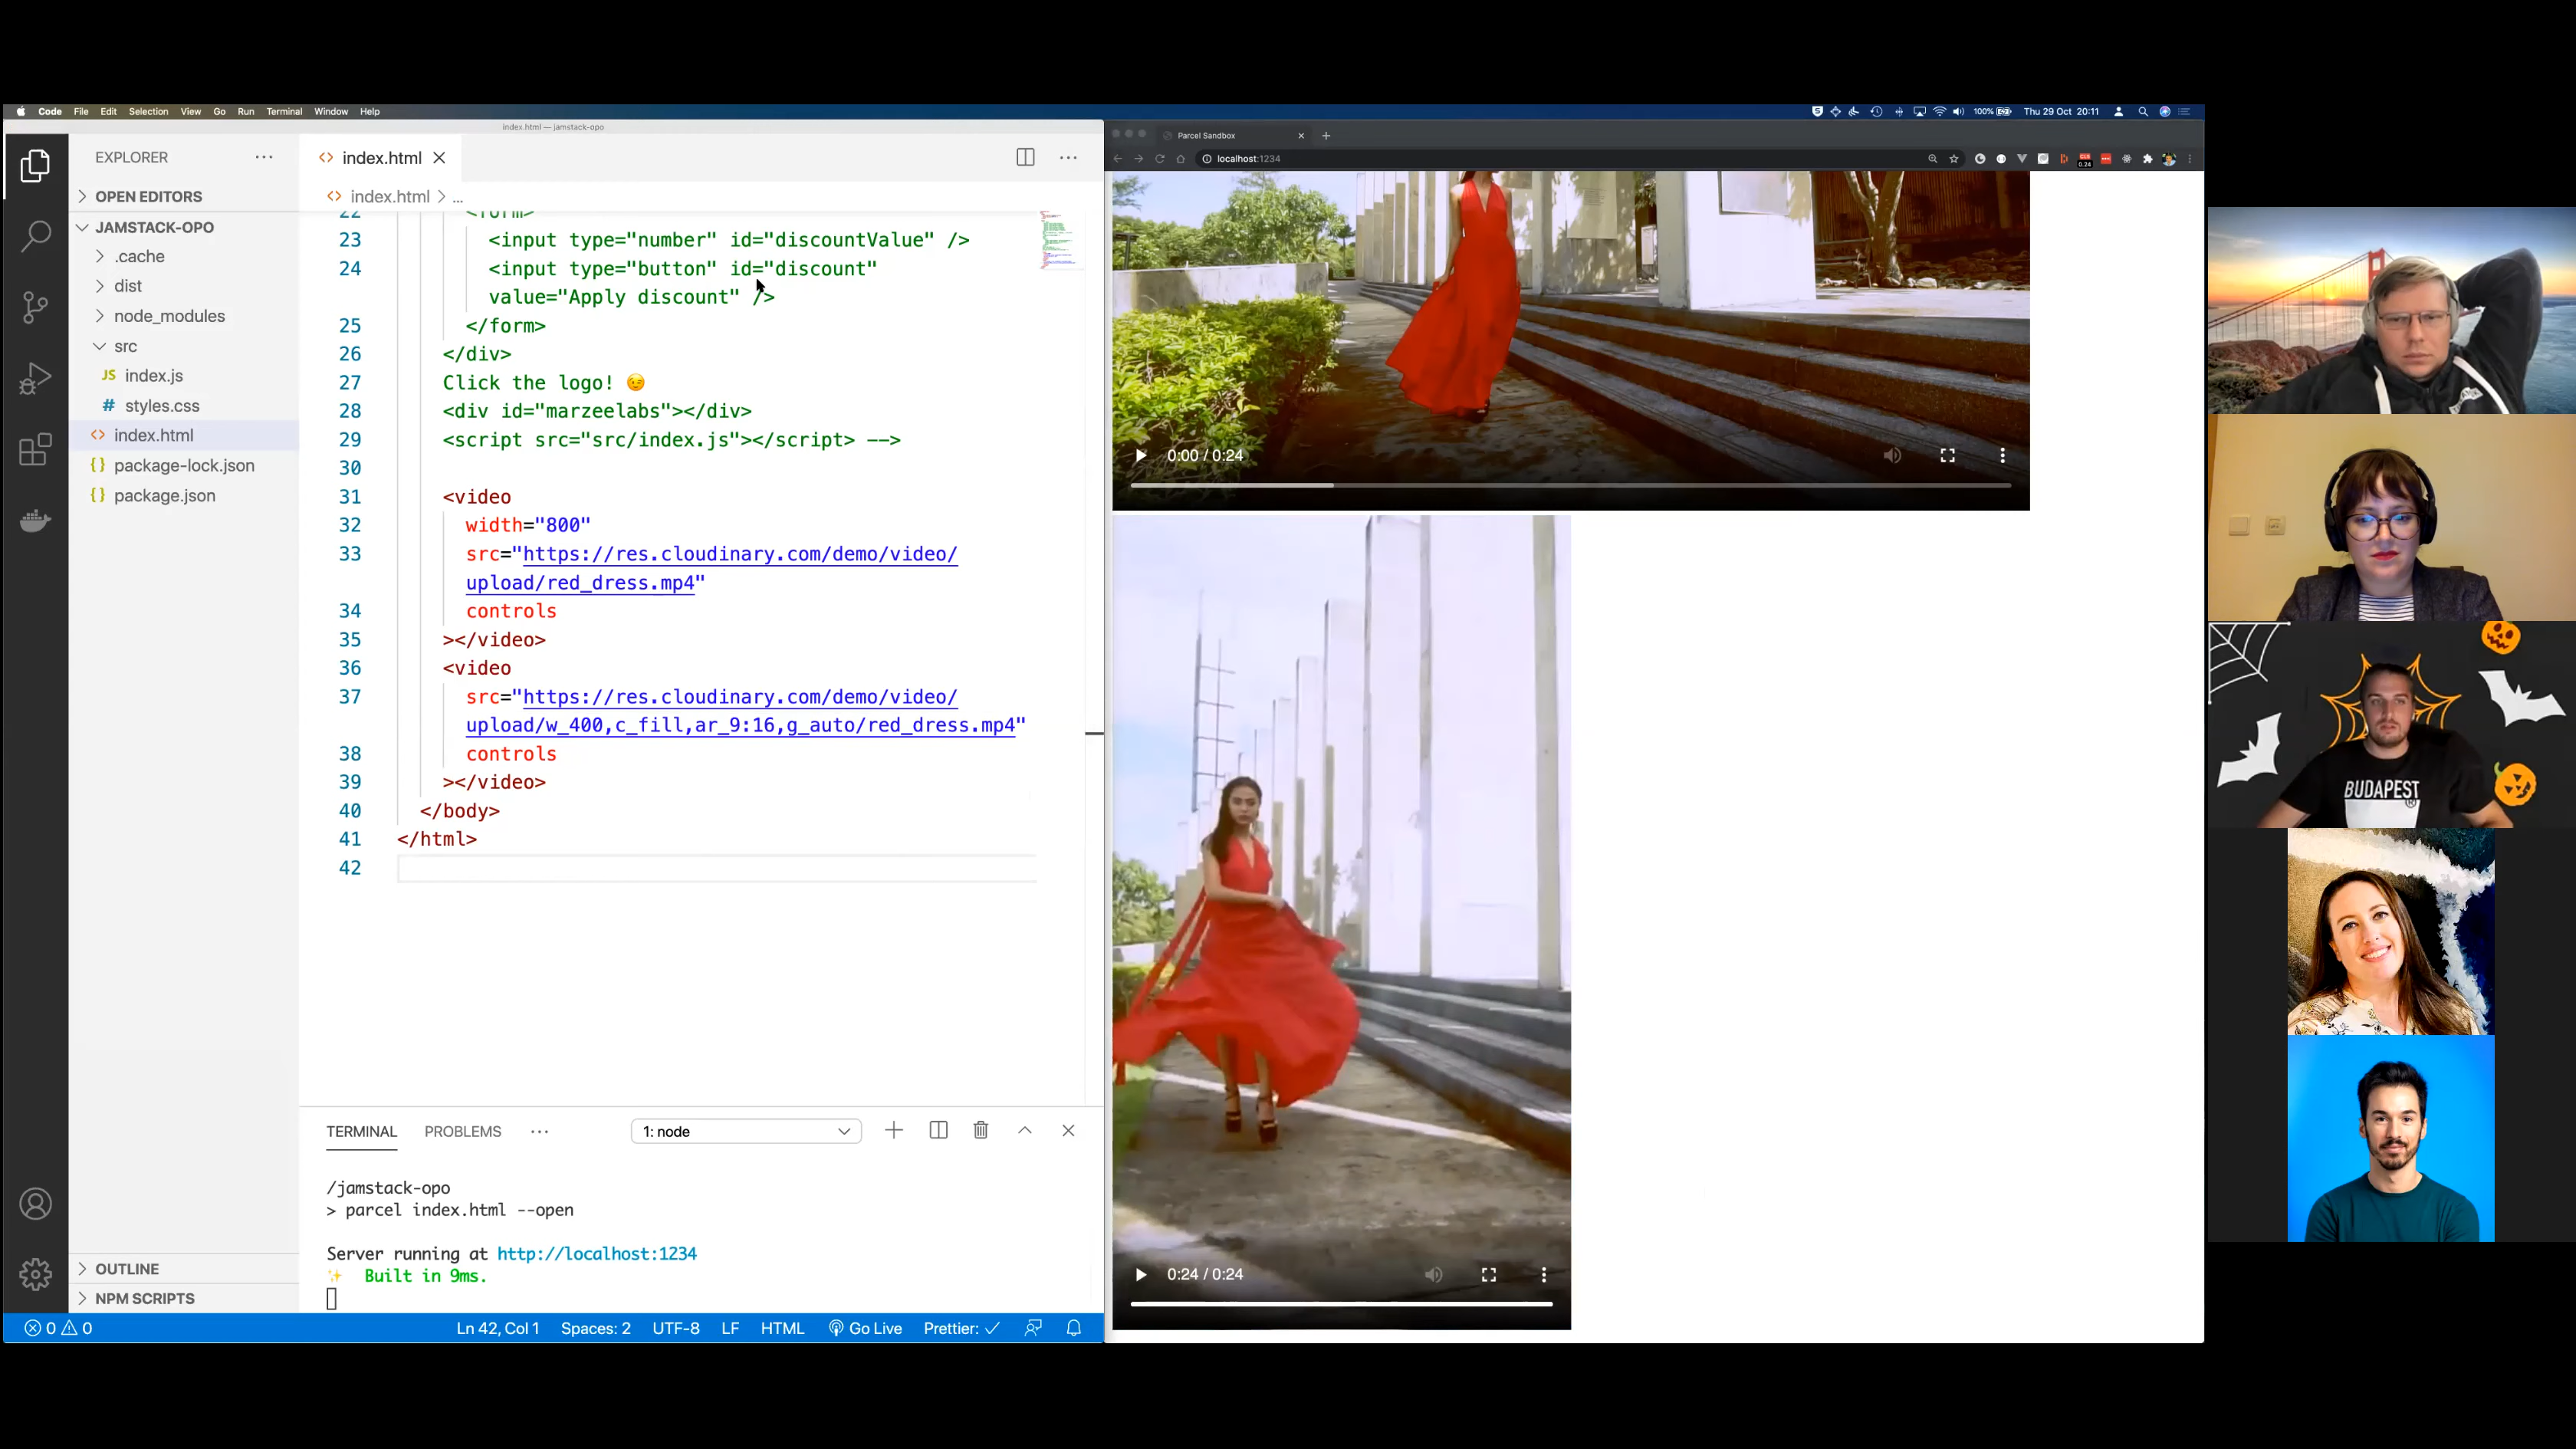 Code File Edit Selection View Go Run Terminal Window Help
100% Thu 29 Oct 20:11
index.html — jamstack-opo
EXPLORER
OPEN EDITORS
JAMSTACK-OPO
.cache
dist
node_modules
src
JS index.js
# styles.css
<> index.html
{} package-lock.json
{} package.json
OUTLINE
NPM SCRIPTS
<> index.html
<> index.html > ...
22 <form>
23 <input type="number" id="discountValue" />
24 <input type="button" id="discount"
value="Apply discount" />
25 </form>
26 </div>
27 Click the logo! 😉
28 <div id="marzeelabs"></div>
29 <script src="src/index.js"></script> -->
30
31 <video
32 width="800"
33 src="https://res.cloudinary.com/demo/video/
upload/red_dress.mp4"
34 controls
35 ></video>
36 <video
37 src="https://res.cloudinary.com/demo/video/
upload/w_400,c_fill,ar_9:16,g_auto/red_dress.mp4"
38 controls
39 ></video>
40 </body>
41 </html>
42
TERMINAL PROBLEMS ...
1: node
/jamstack-opo
> parcel index.html --open
Server running at http://localhost:1234
✨ Built in 9ms.
0 0
Ln 42, Col 1 Spaces: 2 UTF-8 LF HTML Go Live Prettier: ✓
Parcel Sandbox
localhost:1234
CLS
0.24
0:00 / 0:24
0:24 / 0:24
BUDAPEST